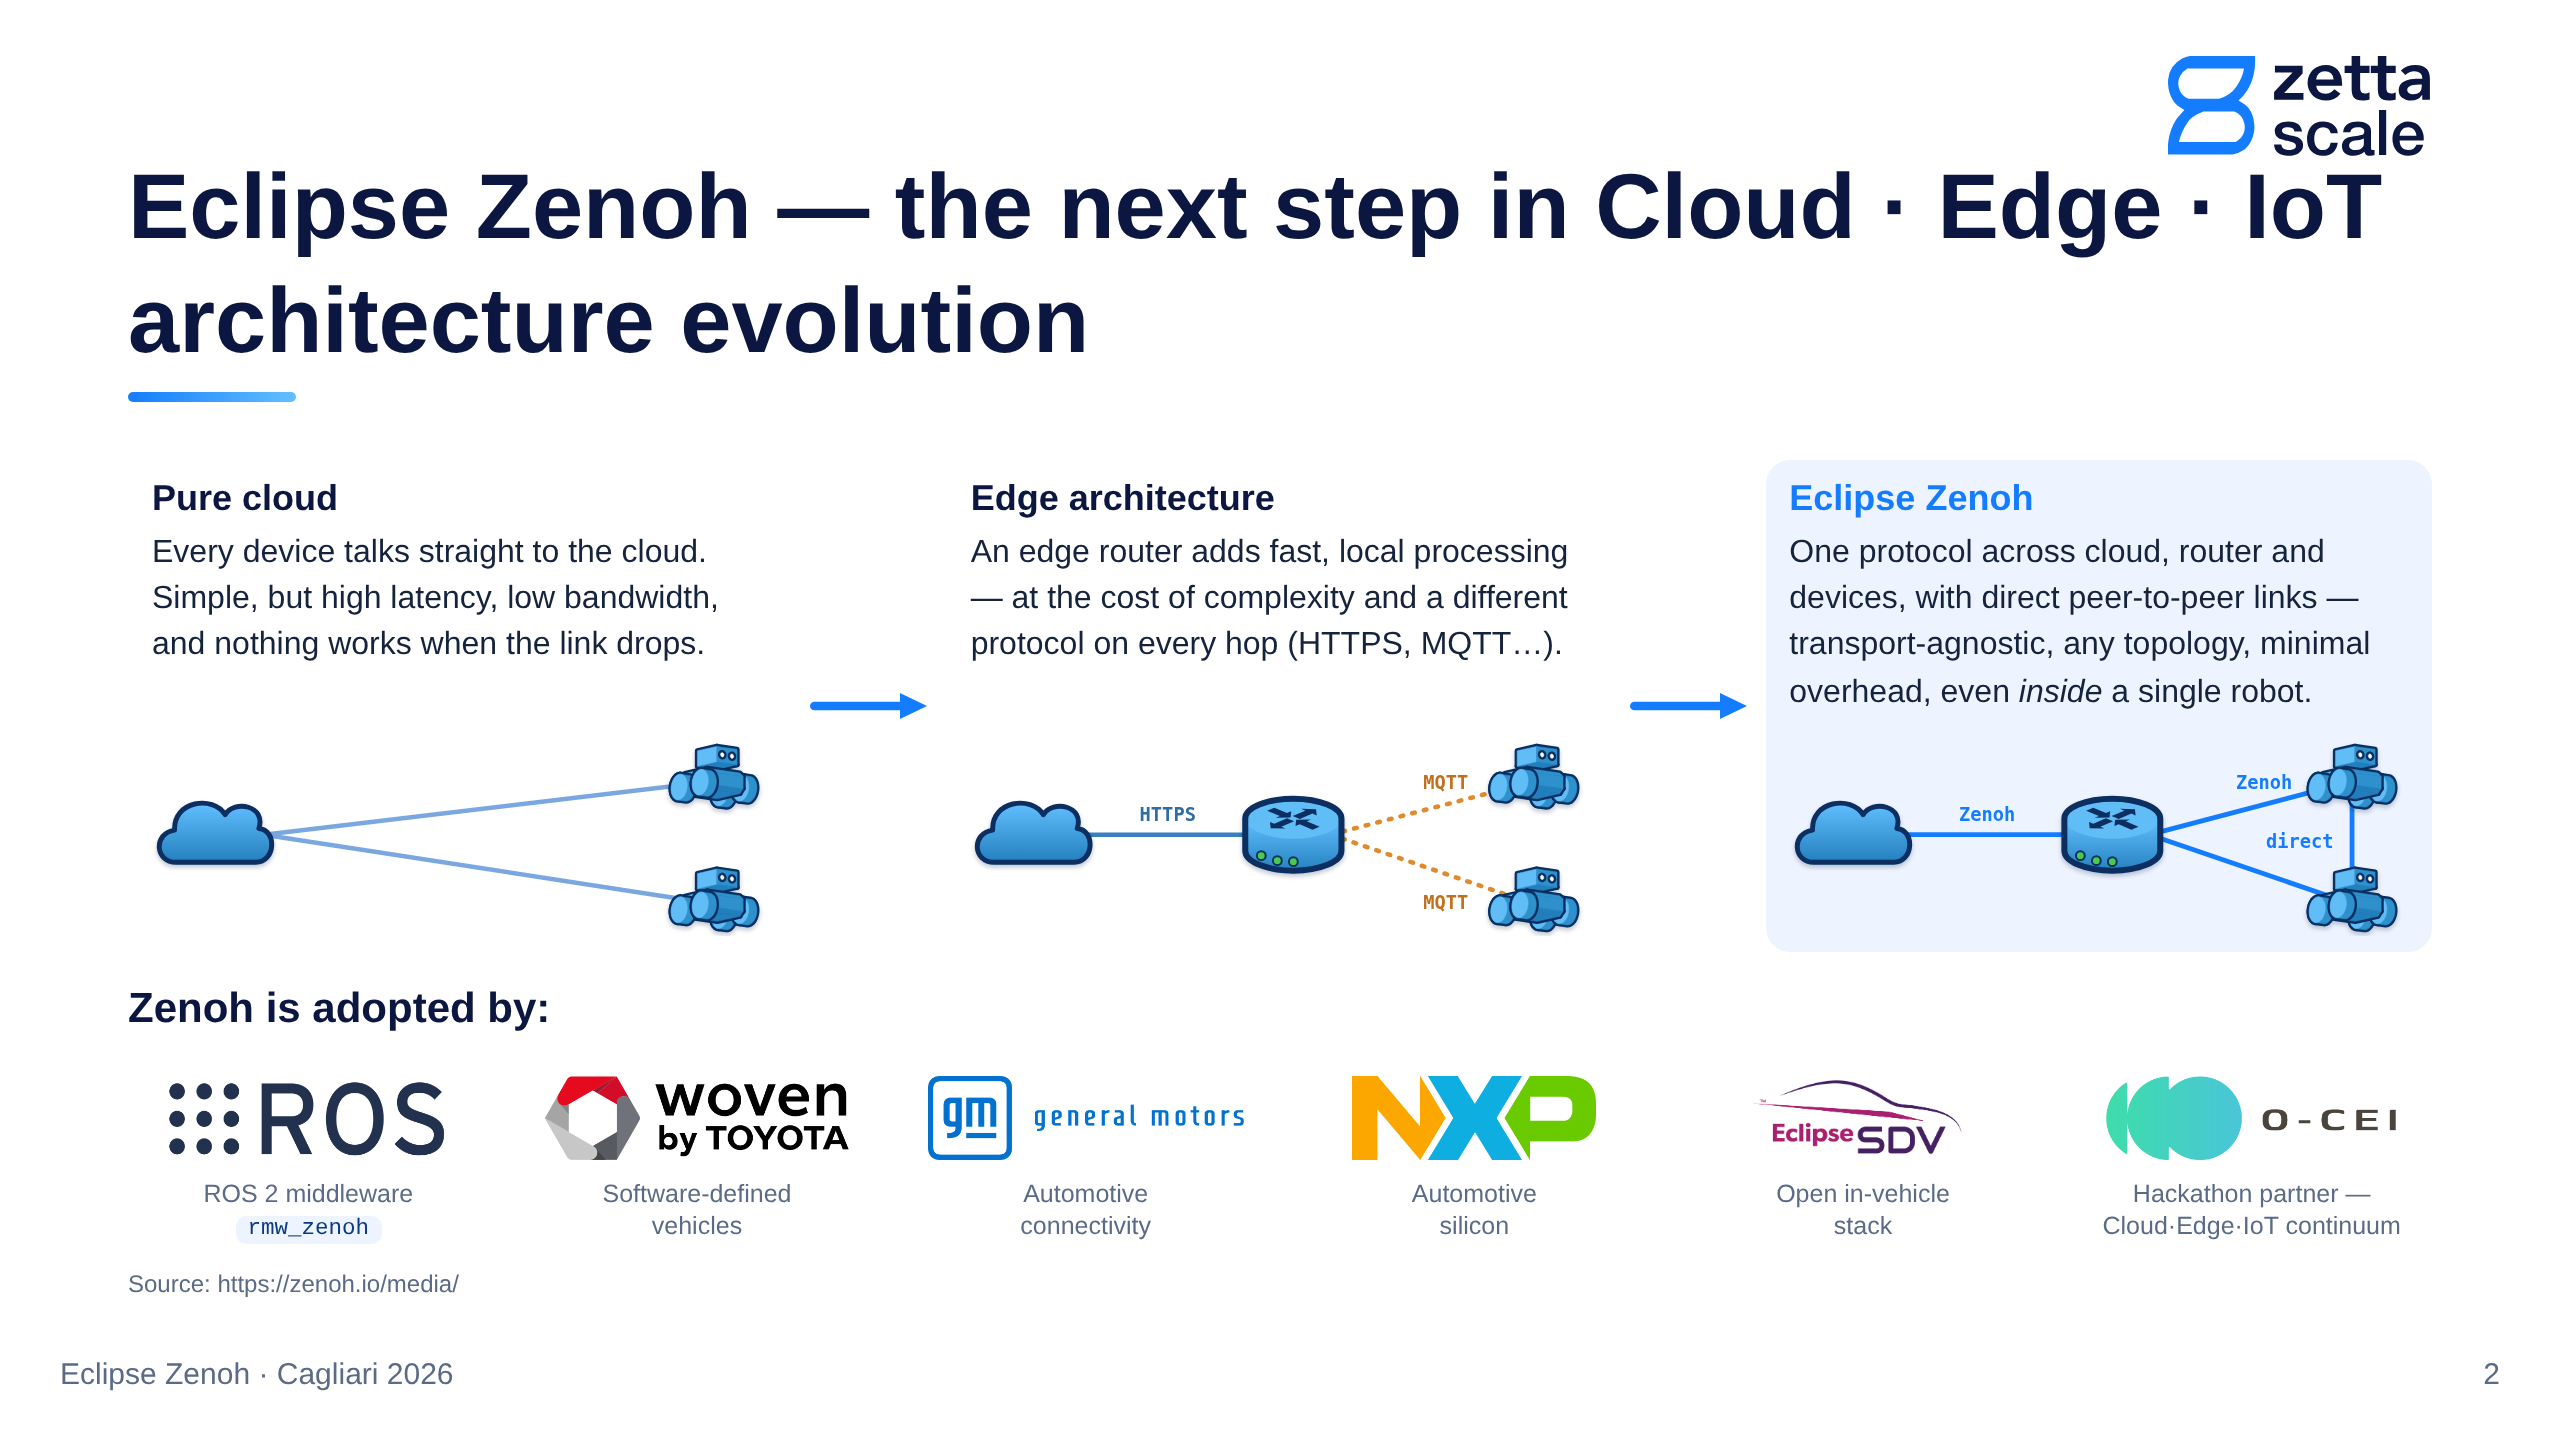 zetta
scale
Eclipse Zenoh — the next step in Cloud · Edge · IoT
architecture evolution
Pure cloud
Every device talks straight to the cloud.
Simple, but high latency, low bandwidth,
and nothing works when the link drops.
Edge architecture
An edge router adds fast, local processing
— at the cost of complexity and a different
protocol on every hop (HTTPS, MQTT…).
HTTPS
MQTT
MQTT
Eclipse Zenoh
One protocol across cloud, router and
devices, with direct peer-to-peer links —
transport-agnostic, any topology, minimal
overhead, even inside a single robot.
Zenoh
Zenoh
direct
Zenoh is adopted by:
ROS
ROS 2 middleware
rmw_zenoh
woven
by TOYOTA
Software-defined
vehicles
gm
general motors
Automotive
connectivity
NXP
Automotive
silicon
Eclipse SDV
Open in-vehicle
stack
O-CEI
Hackathon partner —
Cloud·Edge·IoT continuum
Source: https://zenoh.io/media/
Eclipse Zenoh · Cagliari 2026
2